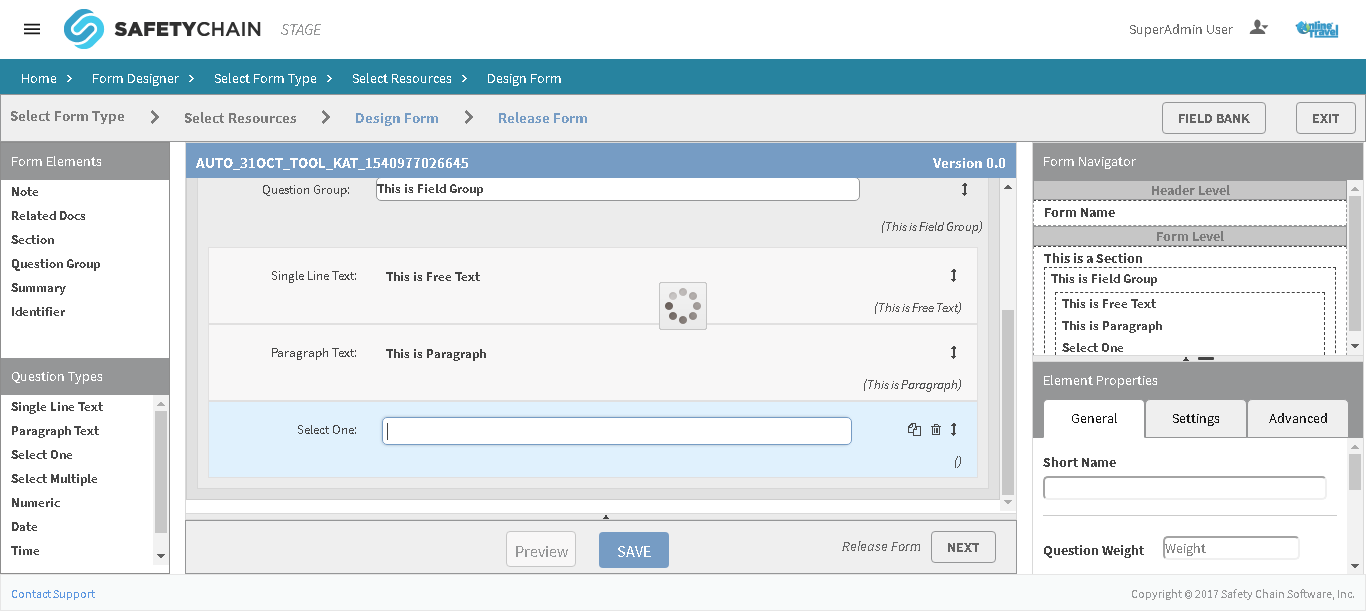 SAFETYCHAIN STAGE
SuperAdmin User
Online Travel
Home > Form Designer > Select Form Type > Select Resources > Design Form
Select Form Type > Select Resources > Design Form > Release Form
FIELD BANK
EXIT
Form Elements
Note
Related Docs
Section
Question Group
Summary
Identifier
Question Types
Single Line Text
Paragraph Text
Select One
Select Multiple
Numeric
Date
Time
AUTO_31OCT_TOOL_KAT_1540977026645
Version 0.0
Question Group: This is Field Group
(This is Field Group)
Single Line Text: This is Free Text
(This is Free Text)
Paragraph Text: This is Paragraph
(This is Paragraph)
Select One:
()
Preview
SAVE
Release Form
NEXT
Form Navigator
Header Level
Form Name
Form Level
This is a Section
This is Field Group
This is Free Text
This is Paragraph
Select One
Element Properties
General
Settings
Advanced
Short Name
Question Weight
Weight
Contact Support
Copyright © 2017 Safety Chain Software, Inc.